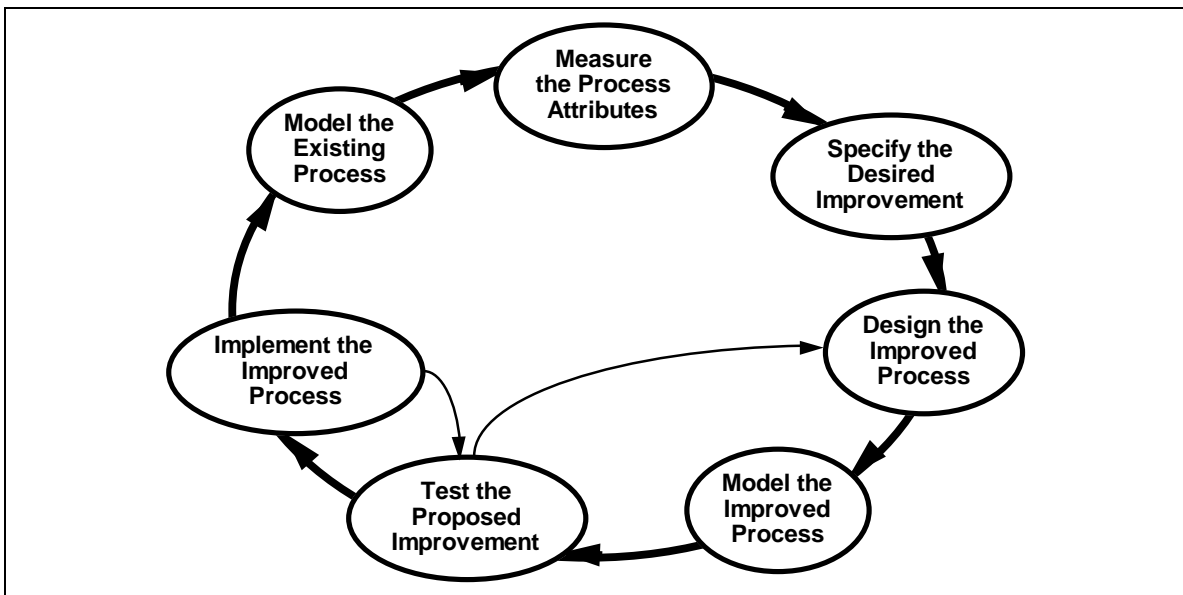 Measure
the Process
Attributes
Model the
Existing
Process
Specify the
Desired
Improvement
Design the
Improved
Process
Implement the
Improved
Process
Model the
Improved
Process
Test the
Proposed
Improvement